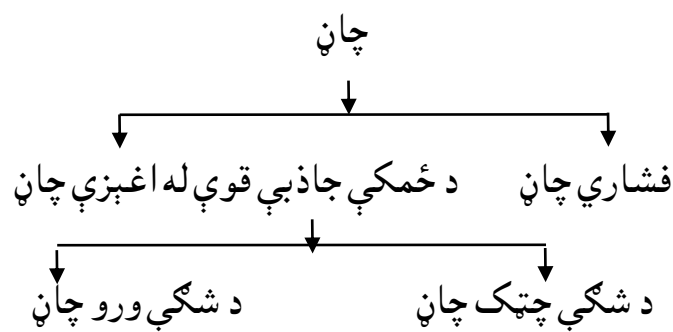 چاڼ
فشاري چاڼ
د ځمکې جاذبې قوې له اغېزې چاڼ
د شګې چټک چاڼ
د شګې ورو چاڼ